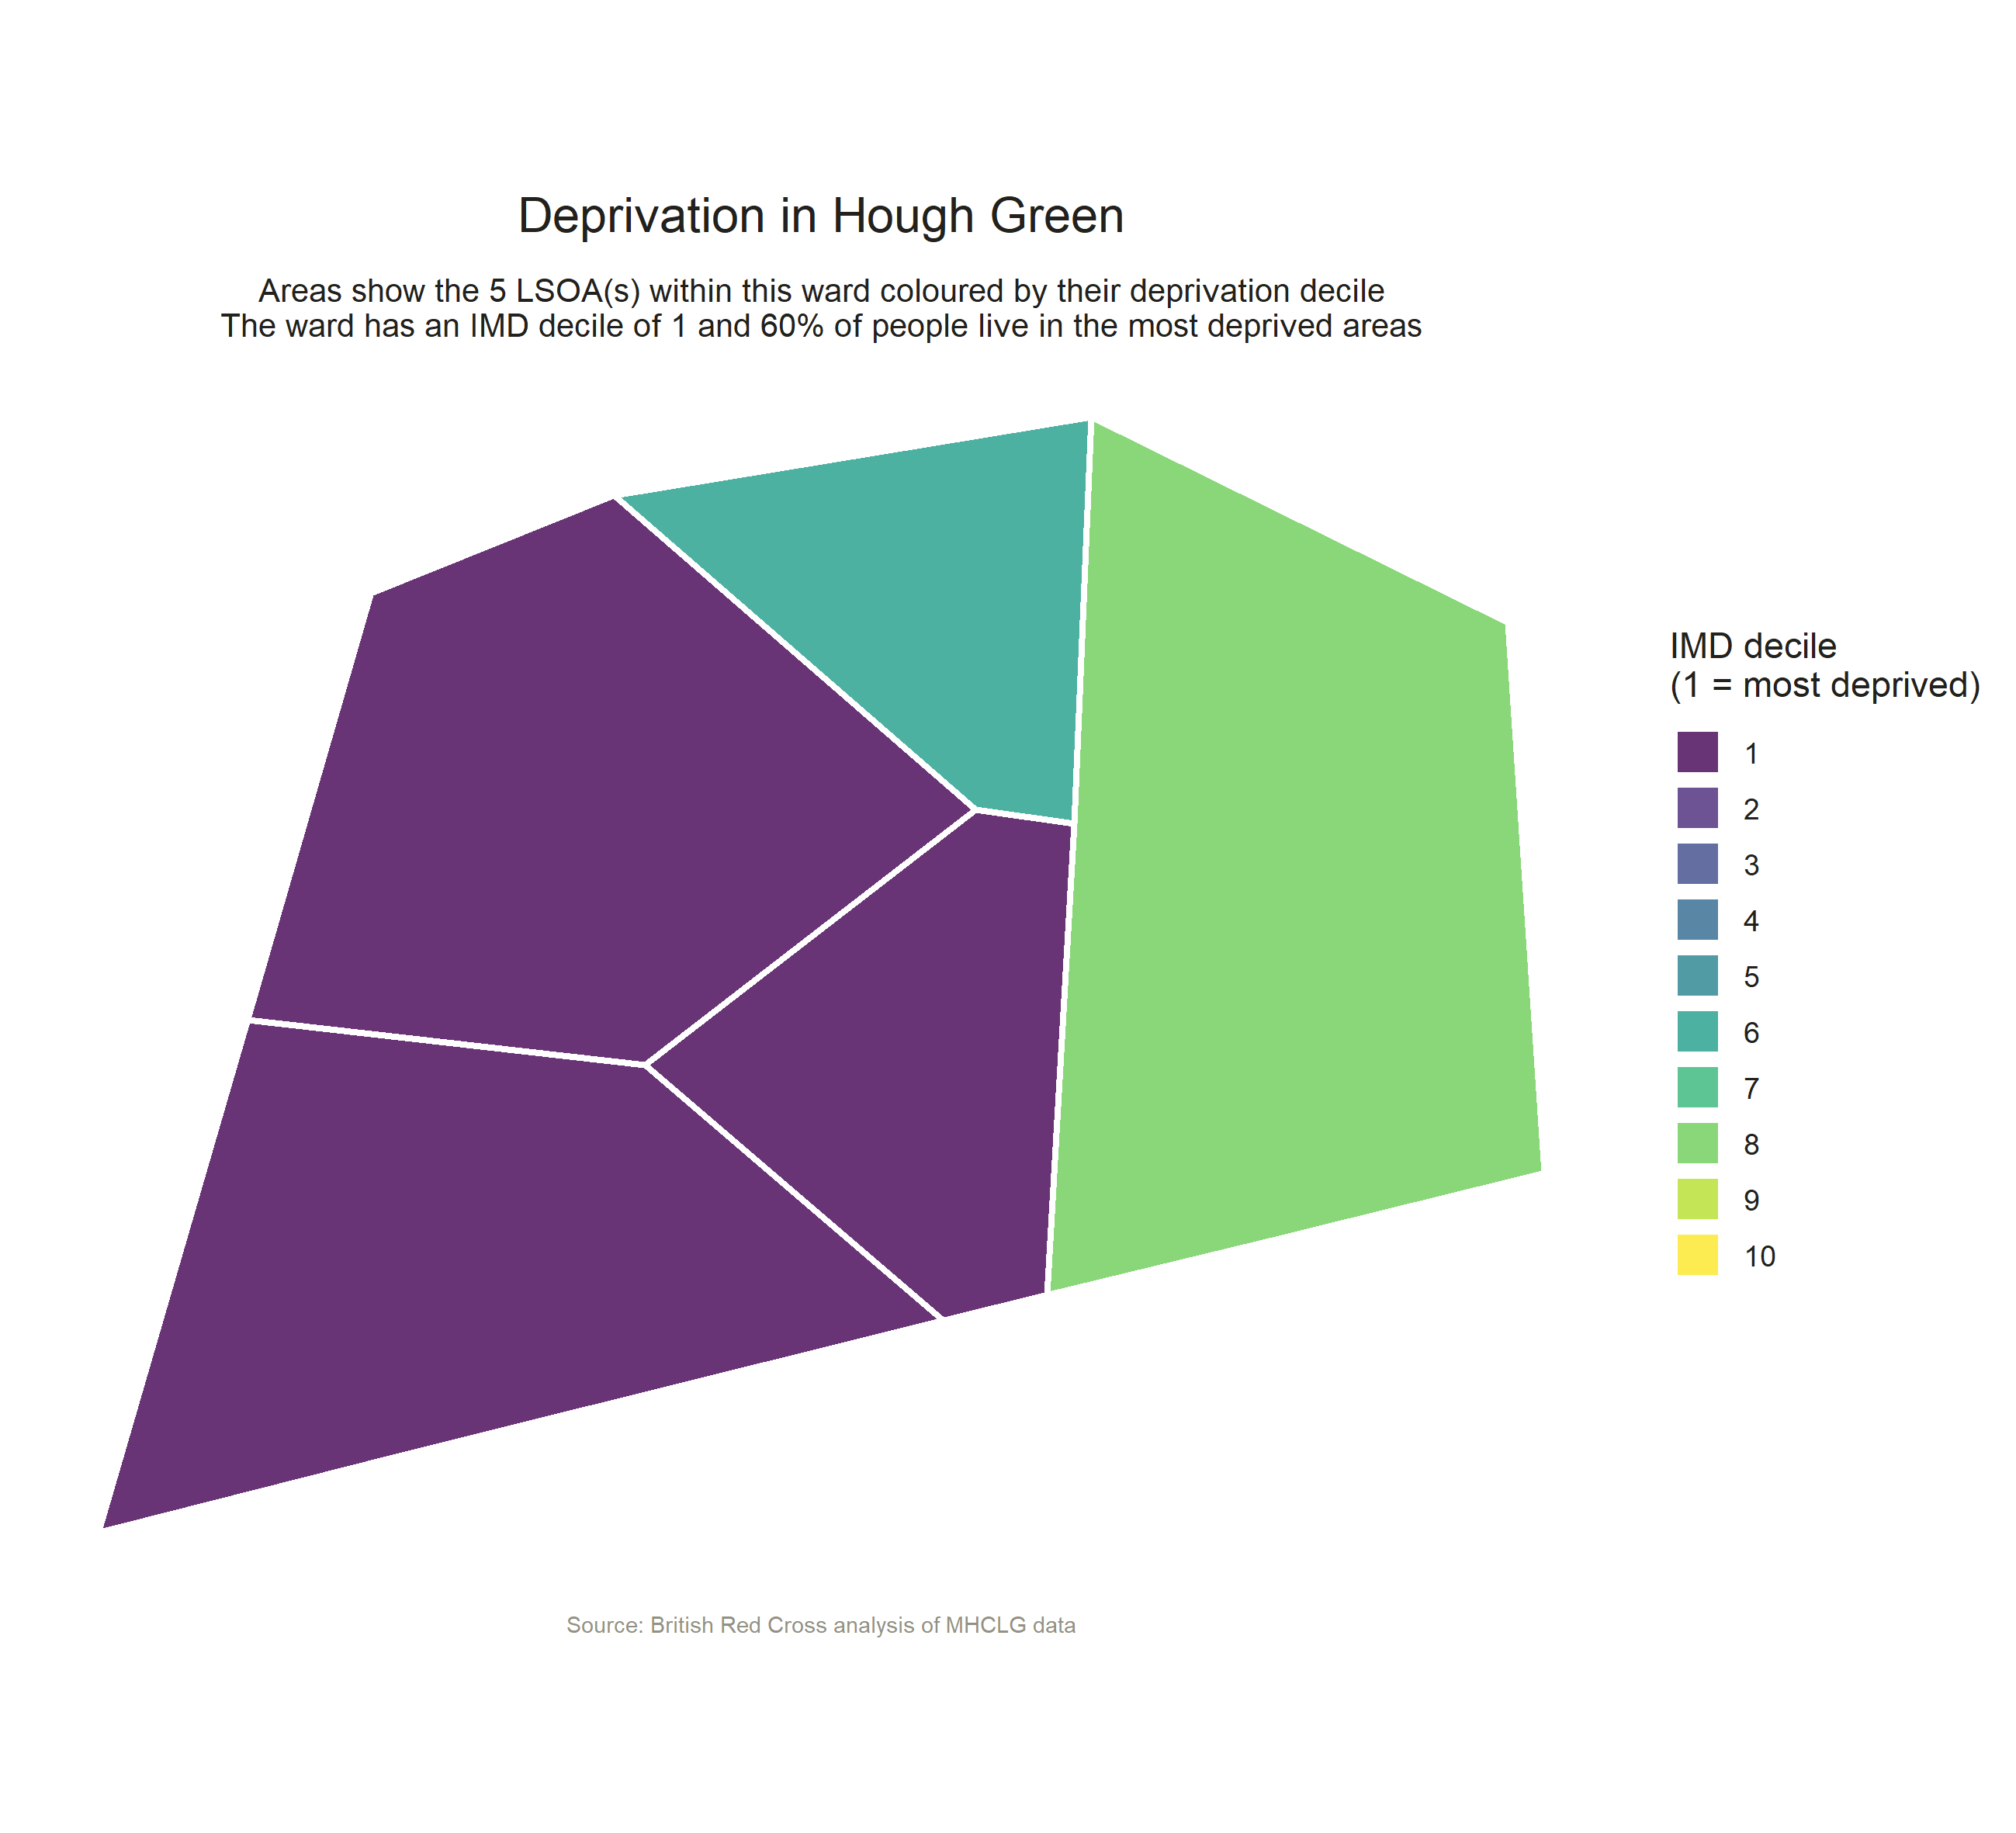 Deprivation in Hough Green
Areas show the 5 LSOA(s) within this ward coloured by their deprivation decile
The ward has an IMD decile of 1 and 60% of people live in the most deprived areas
IMD decile
(1 = most deprived)
1
2
3
4
5
6
7
8
9
10
Source: British Red Cross analysis of MHCLG data